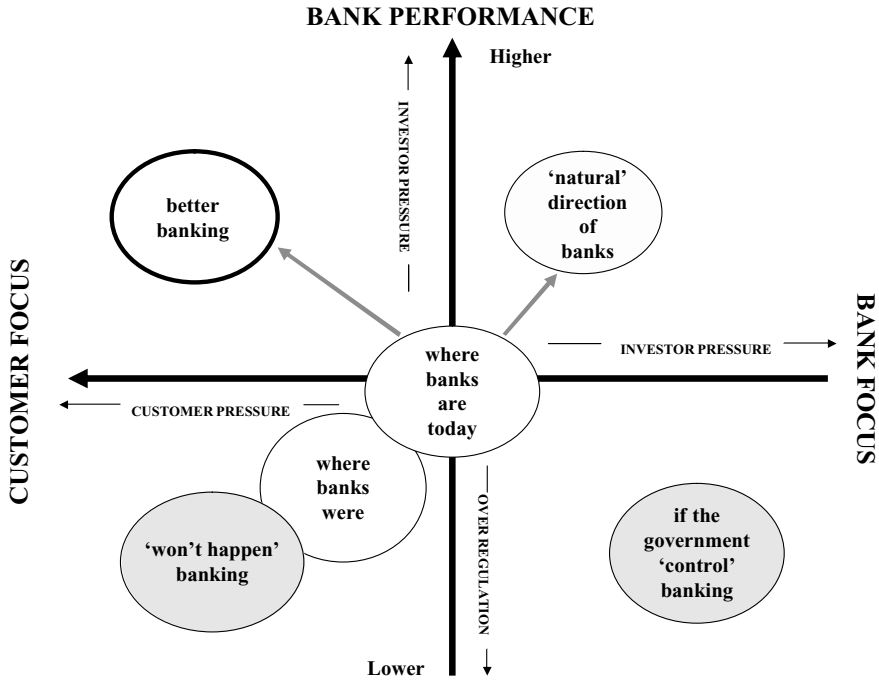 BANK PERFORMANCE
Higher
INVESTOR PRESSURE
‘natural’
direction
of
banks
better
banking
CUSTOMER FOCUS
BANK FOCUS
INVESTOR PRESSURE
where
banks
are
today
CUSTOMER PRESSURE
where
banks
were
OVER REGULATION
if the
government
‘control’
banking
‘won’t happen’
banking
Lower